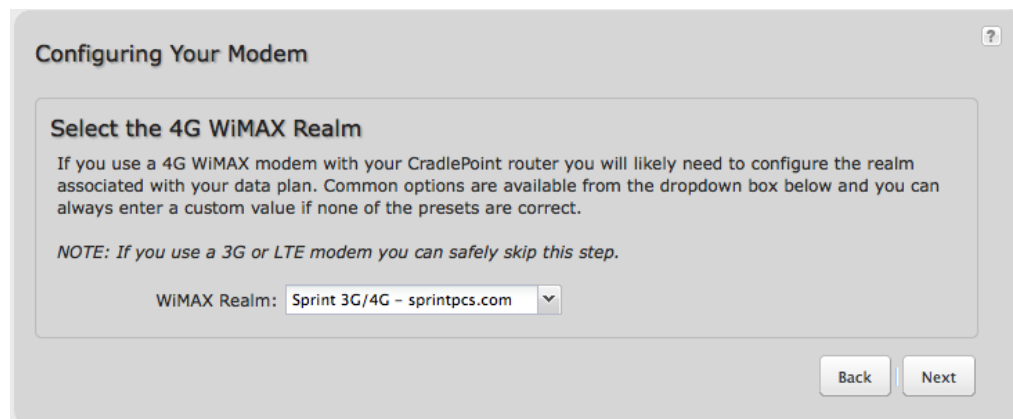 ?
Configuring Your Modem
Select the 4G WiMAX Realm
If you use a 4G WiMAX modem with your CradlePoint router you will likely need to configure the realm
associated with your data plan. Common options are available from the dropdown box below and you can
always enter a custom value if none of the presets are correct.
NOTE: If you use a 3G or LTE modem you can safely skip this step.
WiMAX Realm: Sprint 3G/4G – sprintpcs.com
Back Next